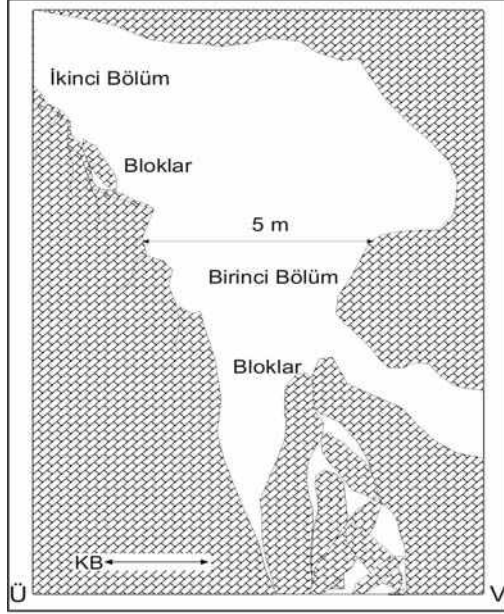 İkinci Bölüm
Bloklar
5 m
Birinci Bölüm
Bloklar
KB
Ü
V